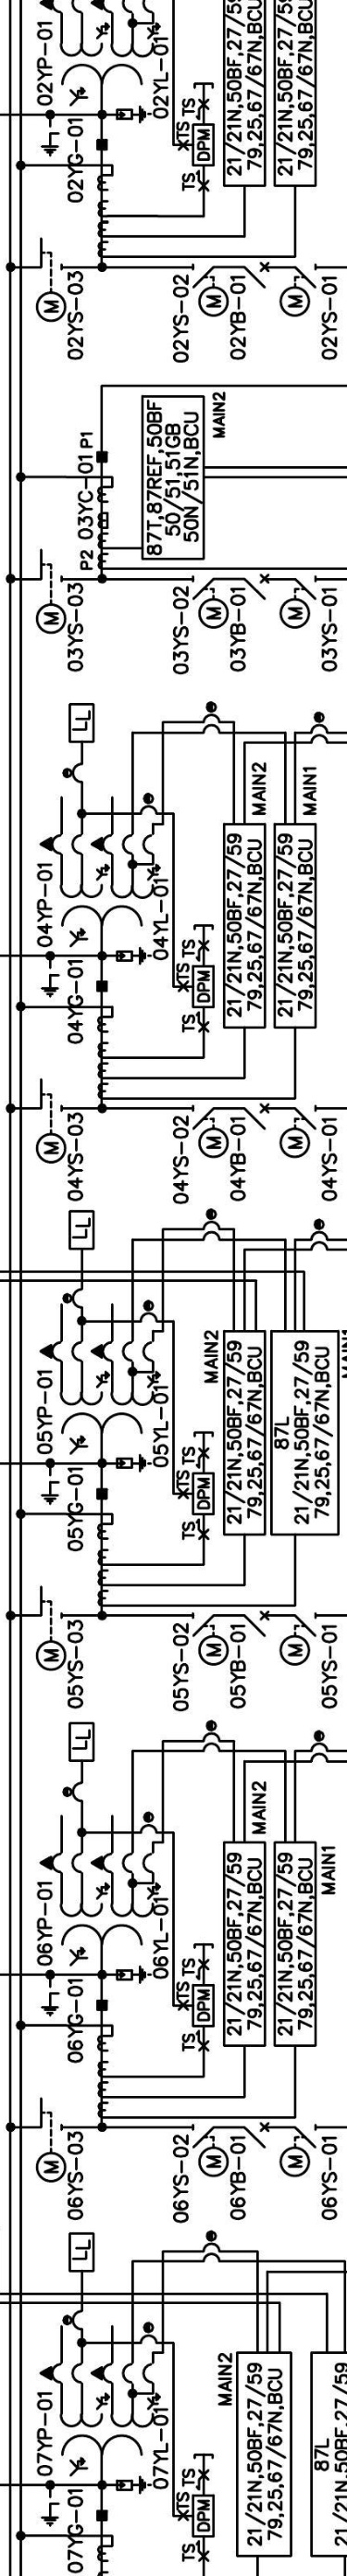 02YP-01
02YL-01
02YG-01
TS
TS
DPM
TS
21/21N,50BF,27/59
79,25,67/67N,BCU
21/21N,50BF,27/59
79,25,67/67N,BCU
M
02YS-03
02YS-02
M
02YB-01
M
02YS-01
P1
03YC-01
P2
87T,87REF,50BF
50/51,51GB
50N/51N,BCU
MAIN2
M
03YS-03
03YS-02
M
03YB-01
M
03YS-01
LL
04YP-01
04YL-01
04YG-01
TS
TS
DPM
TS
21/21N,50BF,27/59
79,25,67/67N,BCU
MAIN2
21/21N,50BF,27/59
79,25,67/67N,BCU
MAIN1
M
04YS-03
04YS-02
M
04YB-01
M
04YS-01
LL
05YP-01
05YL-01
05YG-01
TS
TS
DPM
TS
MAIN2
21/21N,50BF,27/59
79,25,67/67N,BCU
87L
21/21N,50BF,27/59
79,25,67/67N,BCU
MAIN1
M
05YS-03
05YS-02
M
05YB-01
M
05YS-01
LL
06YP-01
06YL-01
06YG-01
TS
TS
DPM
TS
21/21N,50BF,27/59
79,25,67/67N,BCU
MAIN2
21/21N,50BF,27/59
79,25,67/67N,BCU
MAIN1
M
06YS-03
06YS-02
M
06YB-01
M
06YS-01
LL
07YP-01
07YL-01
07YG-01
TS
TS
DPM
TS
MAIN2
21/21N,50BF,27/59
79,25,67/67N,BCU
87L
21/21N,50BF,27/59